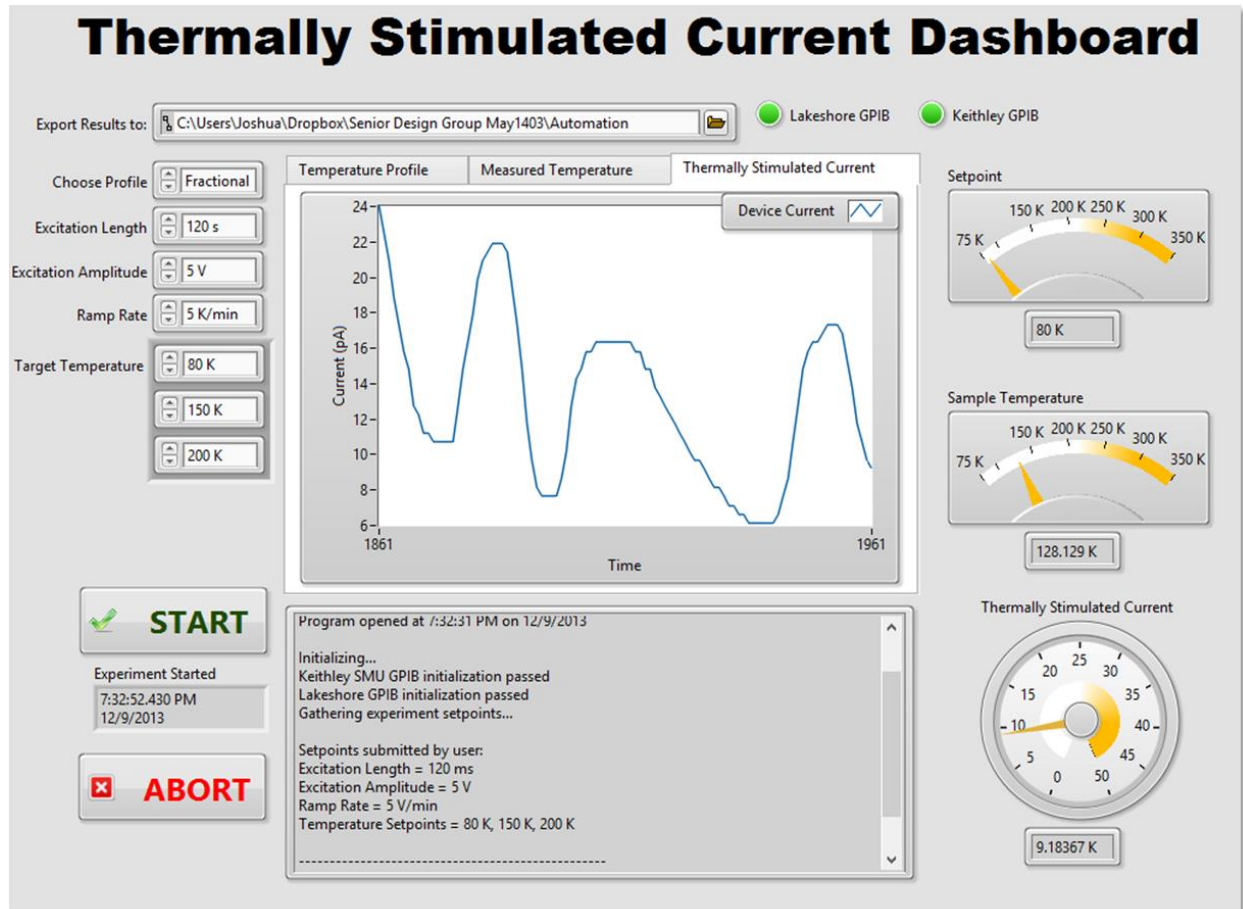 Thermally Stimulated Current Dashboard
Export Results to: C:\Users\Joshua\Dropbox\Senior Design Group May1403\Automation
Lakeshore GPIB
Keithley GPIB
Choose Profile Fractional
Excitation Length 120 s
Excitation Amplitude 5 V
Ramp Rate 5 K/min
Target Temperature 80 K
150 K
200 K
Temperature Profile
Measured Temperature
Thermally Stimulated Current
Device Current
Current (pA)
24
22
20
18
16
14
12
10
8
6
1861
1961
Time
Setpoint
75 K 150 K 200 K 250 K 300 K 350 K
80 K
Sample Temperature
75 K 150 K 200 K 250 K 300 K 350 K
128.129 K
START
Experiment Started
7:32:52.430 PM
12/9/2013
ABORT
Program opened at 7:32:31 PM on 12/9/2013
Initializing...
Keithley SMU GPIB initialization passed
Lakeshore GPIB initialization passed
Gathering experiment setpoints...
Setpoints submitted by user:
Excitation Length = 120 ms
Excitation Amplitude = 5 V
Ramp Rate = 5 V/min
Temperature Setpoints = 80 K, 150 K, 200 K
--------------------------------------------------
Thermally Stimulated Current
0 5 10 15 20 25 30 35 40 45 50
9.18367 K